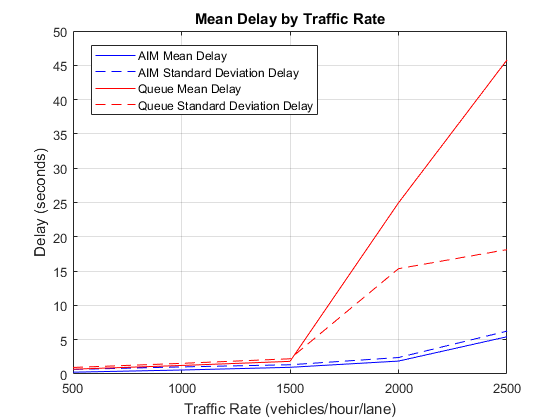 Mean Delay by Traffic Rate
50
45
40
35
30
25
20
15
10
5
0
Delay (seconds)
AIM Mean Delay
AIM Standard Deviation Delay
Queue Mean Delay
Queue Standard Deviation Delay
500
1000
1500
2000
2500
Traffic Rate (vehicles/hour/lane)